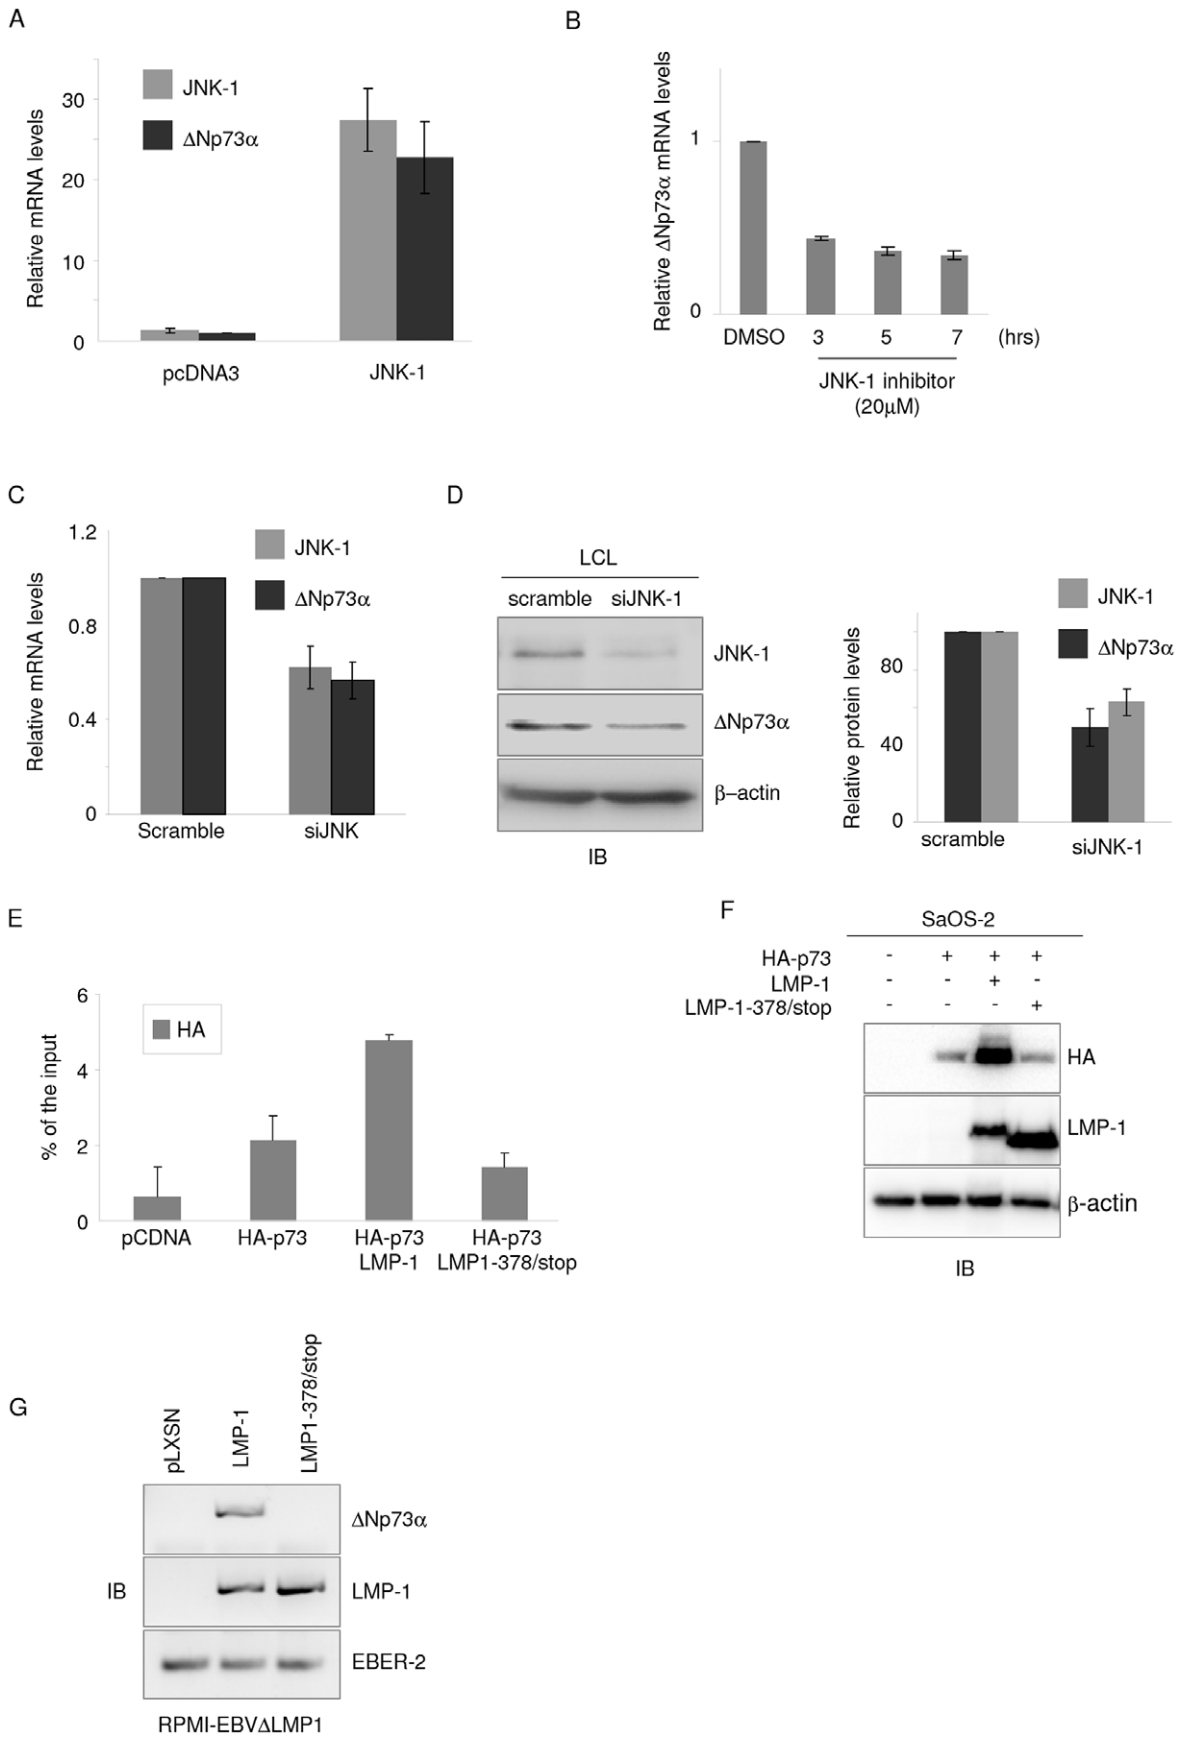 A
Relative mRNA levels
30
20
10
0
JNK-1
ΔNp73α
pcDNA3
JNK-1
B
Relative ΔNp73α mRNA levels
1
0
DMSO
3
5
7
(hrs)
JNK-1 inhibitor
(20μM)
C
Relative mRNA levels
1.2
0.8
0.4
0
JNK-1
ΔNp73α
Scramble
siJNK
D
LCL
scramble
siJNK-1
JNK-1
ΔNp73α
β–actin
IB
Relative protein levels
80
40
0
JNK-1
ΔNp73α
scramble
siJNK-1
E
% of the input
6
4
2
0
HA
pCDNA
HA-p73
HA-p73
LMP-1
HA-p73
LMP1-378/stop
F
SaOS-2
HA-p73 - + + +
LMP-1 - - + -
LMP-1-378/stop - - - +
HA
LMP-1
β-actin
IB
G
pLXSN
LMP-1
LMP1-378/stop
ΔNp73α
IB
LMP-1
EBER-2
RPMI-EBVΔLMP1